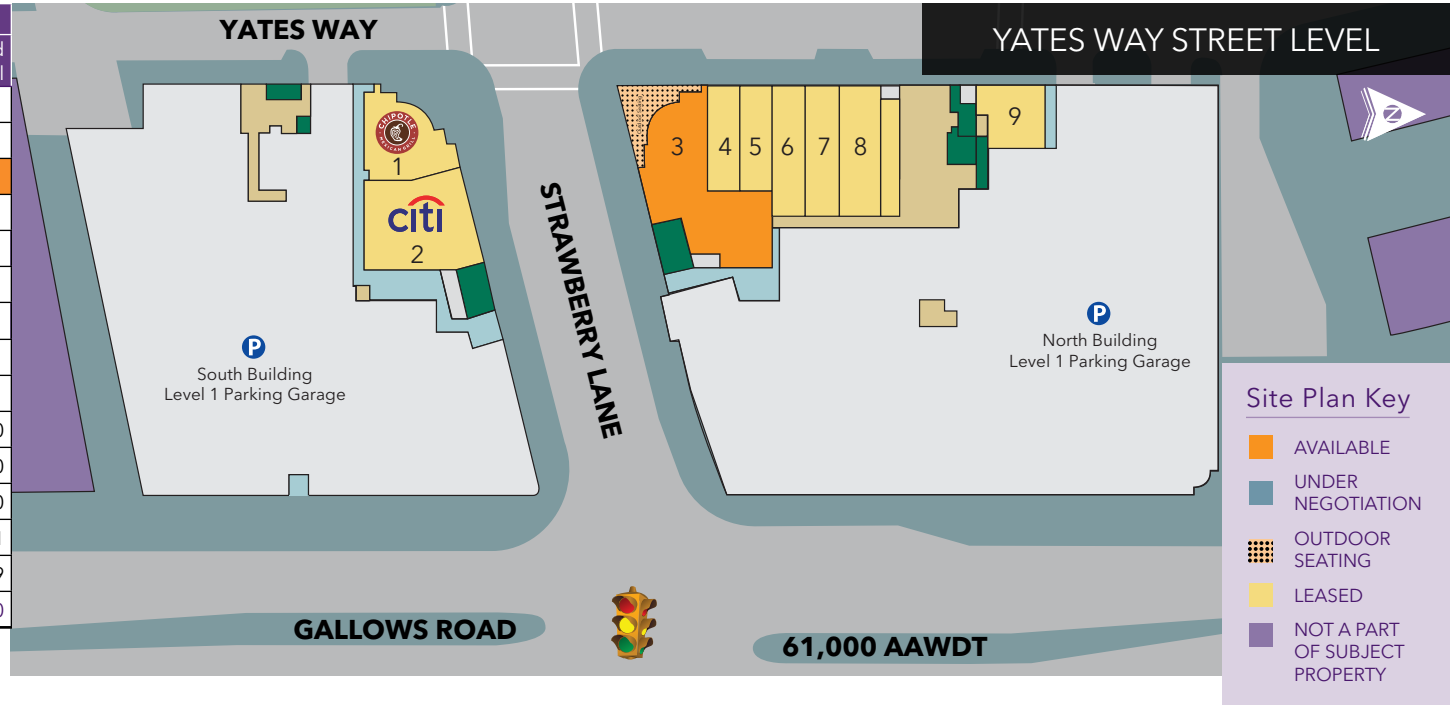 YATES WAY
YATES WAY STREET LEVEL
CHIPOTLE
MEXICAN GRILL
1
citi
2
3
4
5
6
7
8
9
N
STRAWBERRY LANE
P
South Building
Level 1 Parking Garage
P
North Building
Level 1 Parking Garage
Site Plan Key
AVAILABLE
UNDER
NEGOTIATION
OUTDOOR
SEATING
LEASED
NOT A PART
OF SUBJECT
PROPERTY
GALLOWS ROAD
61,000 AAWDT